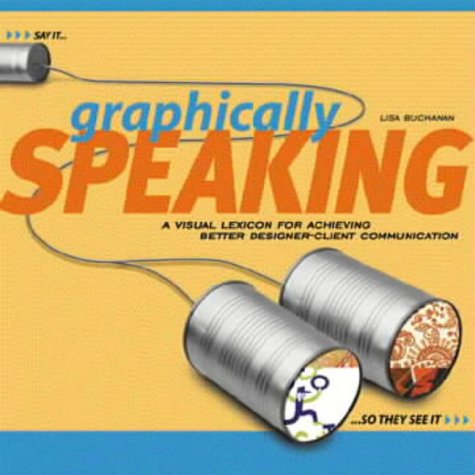 SAY IT...
graphically
LISA BUCHANAN
SPEAKING
A VISUAL LEXICON FOR ACHIEVING
BETTER DESIGNER-CLIENT COMMUNICATION
...SO THEY SEE IT